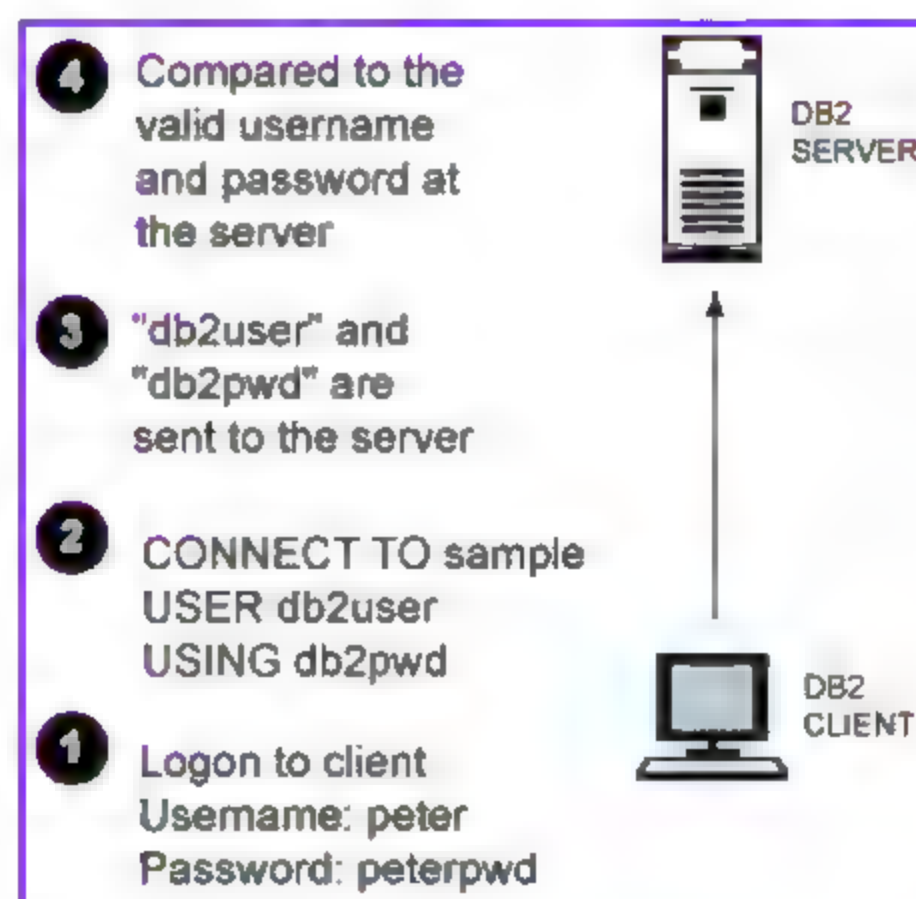 4 Compared to the
valid username
and password at
the server
DB2
SERVER
3 "db2user" and
"db2pwd" are
sent to the server
2 CONNECT TO sample
USER db2user
USING db2pwd
DB2
CLIENT
1 Logon to client
Username: peter
Password: peterpwd